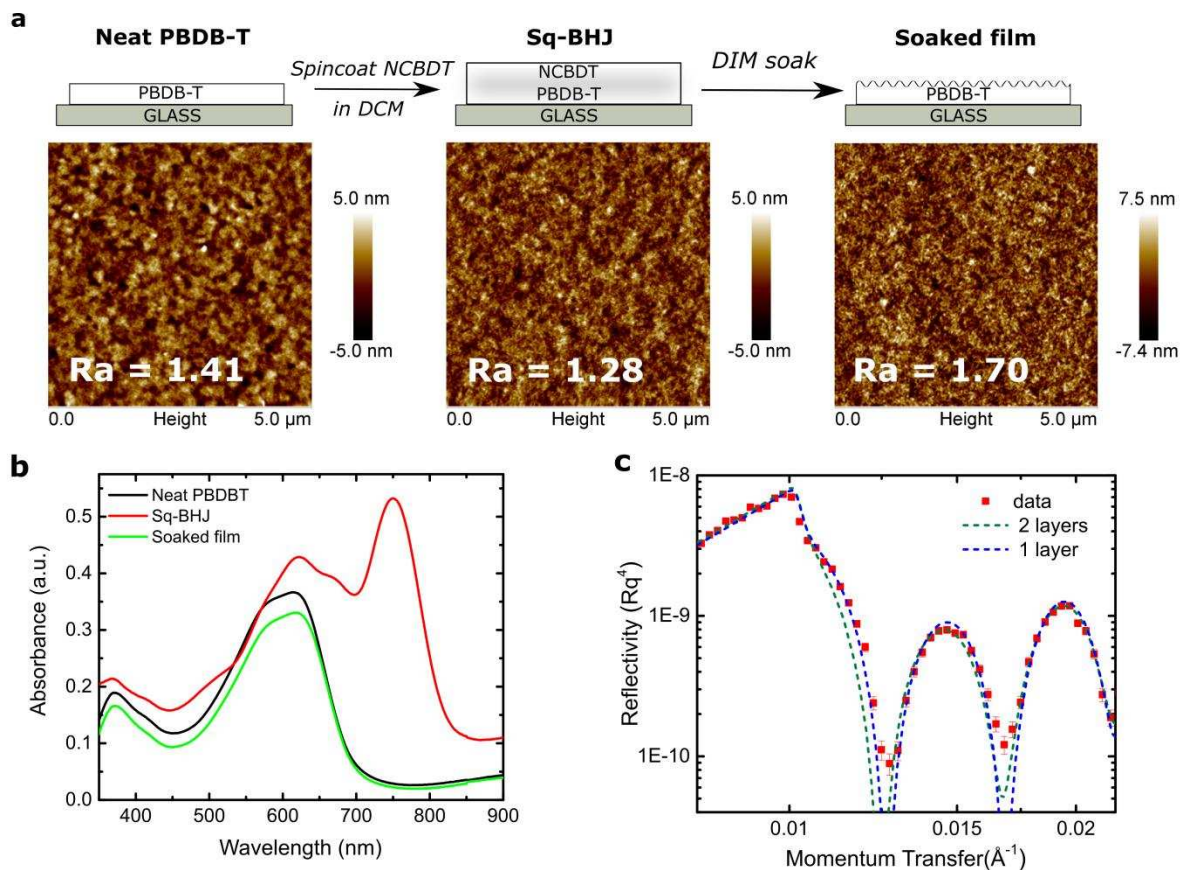 a
Neat PBDB-T
Sq-BHJ
Soaked film
Spincoat NCBDT
in DCM
DIM soak
PBDB-T
GLASS
NCBDT
PBDB-T
GLASS
PBDB-T
GLASS
5.0 nm
-5.0 nm
Ra = 1.41
0.0 Height 5.0 µm
5.0 nm
-5.0 nm
Ra = 1.28
0.0 Height 5.0 µm
7.5 nm
-7.4 nm
Ra = 1.70
0.0 Height 5.0 µm
b
Neat PBDBT
Sq-BHJ
Soaked film
Absorbance (a.u.)
0.5
0.4
0.3
0.2
0.1
0.0
400 500 600 700 800 900
Wavelength (nm)
c
data
2 layers
1 layer
Reflectivity (Rq⁴)
1E-8
1E-9
1E-10
0.01 0.015 0.02
Momentum Transfer(Å⁻¹)